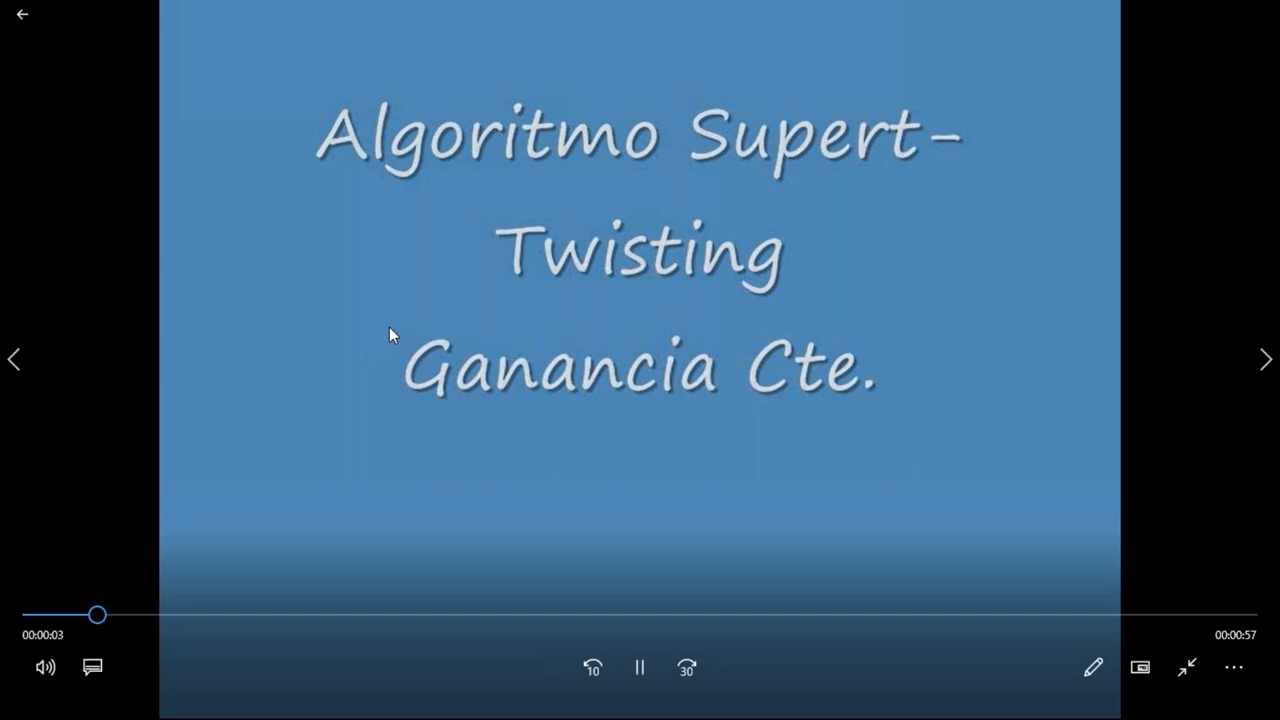 Algoritmo Supert-
Twisting
Ganancia Cte.
00:00:03
00:00:57
10
30